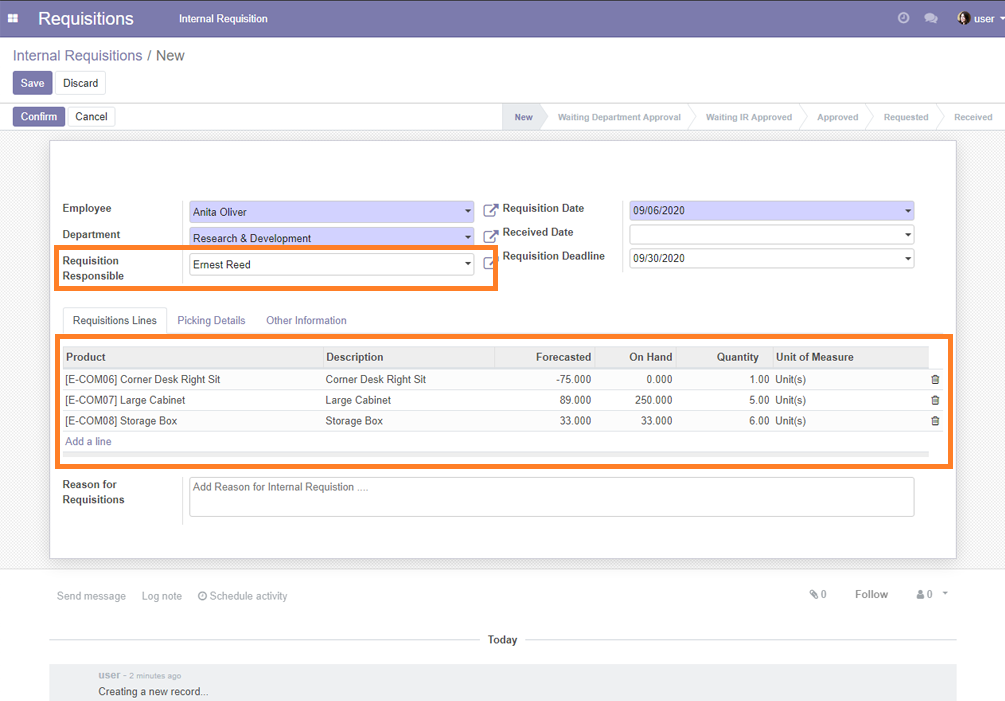 Requisitions Internal Requisition user
Internal Requisitions / New
Save Discard
Confirm Cancel New Waiting Department Approval Waiting IR Approved Approved Requested Received
Employee Anita Oliver Requisition Date 09/06/2020
Department Research & Development Received Date
Requisition Responsible Ernest Reed Requisition Deadline 09/30/2020
Requisitions Lines Picking Details Other Information
Product Description Forecasted On Hand Quantity Unit of Measure
[E-COM06] Corner Desk Right Sit Corner Desk Right Sit -75.000 0.000 1.00 Unit(s)
[E-COM07] Large Cabinet Large Cabinet 89.000 250.000 5.00 Unit(s)
[E-COM08] Storage Box Storage Box 33.000 33.000 6.00 Unit(s)
Add a line
Reason for Requisitions Add Reason for Internal Requistion ....
Send message Log note Schedule activity 0 Follow 0
Today
user - 2 minutes ago
Creating a new record...